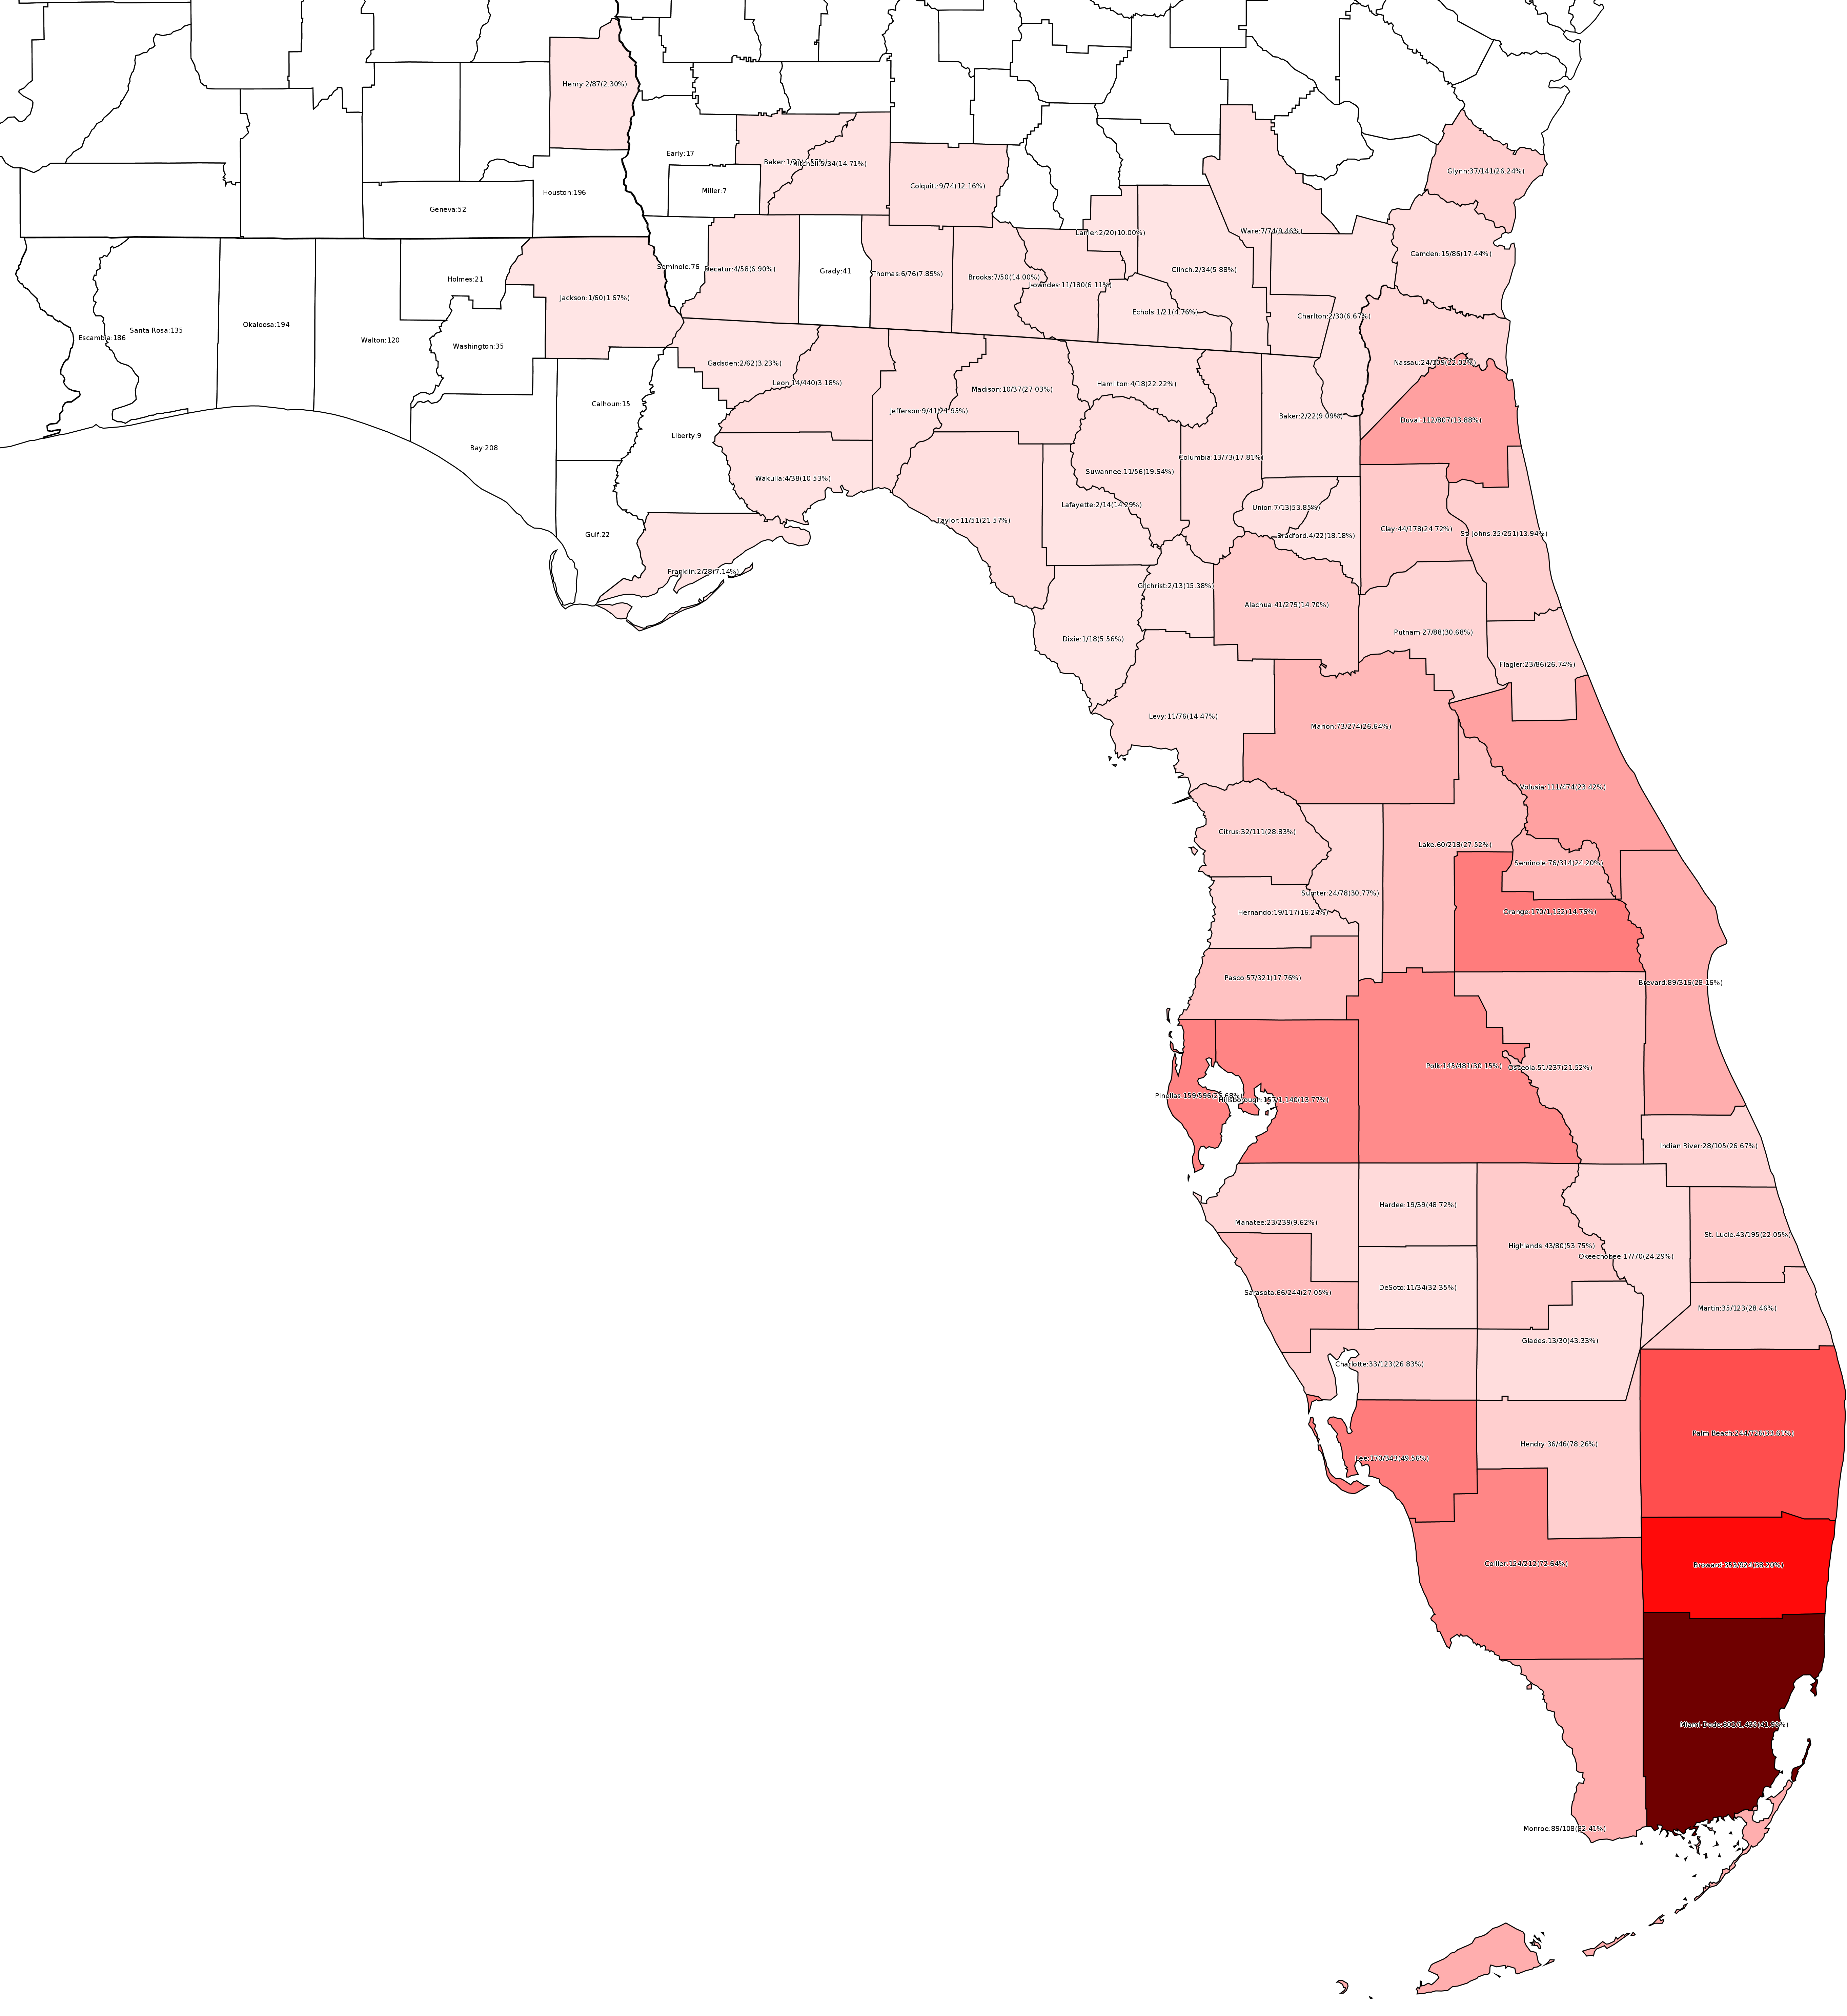 Henry:2/87(2.30%)
Early:17
Mitchell:5/34(14.71%)
Glynn:37/141(26.24%)
Colquitt:9/74(12.16%)
Miller:7
Houston:196
Geneva:52
Ware:7/74(9.46%)
Lanier:2/20(10.00%)
Camden:15/86(17.44%)
Seminole:76
Decatur:4/58(6.90%)
Grady:41
Thomas:6/76(7.89%)
Clinch:2/34(5.88%)
Brooks:7/50(14.00%)
Holmes:21
Lowndes:11/180(6.11%)
Jackson:1/60(1.67%)
Echols:1/21(4.76%)
Charlton:2/30(6.67%)
Okaloosa:194
Santa Rosa:135
Escambia:186
Walton:120
Washington:35
Gadsden:2/62(3.23%)
Nassau:24/109(22.02%)
Leon:14/440(3.18%)
Hamilton:4/18(22.22%)
Madison:10/37(27.03%)
Calhoun:15
Jefferson:9/41(21.95%)
Baker:2/22(9.09%)
Duval:112/807(13.88%)
Liberty:9
Bay:208
Columbia:13/73(17.81%)
Suwannee:11/56(19.64%)
Wakulla:4/38(10.53%)
Lafayette:2/14(14.29%)
Union:7/13(53.85%)
Taylor:11/51(21.57%)
Clay:44/178(24.72%)
St. Johns:35/251(13.94%)
Gulf:22
Bradford:4/22(18.18%)
Franklin:2/28(7.14%)
Gilchrist:2/13(15.38%)
Alachua:41/279(14.70%)
Putnam:27/88(30.68%)
Dixie:1/18(5.56%)
Flagler:23/86(26.74%)
Levy:11/76(14.47%)
Marion:73/274(26.64%)
Volusia:111/474(23.42%)
Citrus:32/111(28.83%)
Lake:60/218(27.52%)
Seminole:76/314(24.20%)
Sumter:24/78(30.77%)
Hernando:19/117(16.24%)
Orange:170/1,152(14.76%)
Pasco:57/321(17.76%)
Brevard:89/316(28.16%)
Polk:145/481(30.15%)
Osceola:51/237(21.52%)
Pinellas:159/596(26.68%)
Hillsborough:157/1,140(13.77%)
Indian River:28/105(26.67%)
Hardee:19/39(48.72%)
Manatee:23/239(9.62%)
St. Lucie:43/195(22.05%)
Highlands:43/80(53.75%)
Okeechobee:17/70(24.29%)
DeSoto:11/34(32.35%)
Sarasota:66/244(27.05%)
Martin:35/123(28.46%)
Glades:13/30(43.33%)
Charlotte:33/123(26.83%)
Palm Beach:244/726(33.61%)
Hendry:36/46(78.26%)
Lee:170/343(49.56%)
Collier:154/212(72.64%)
Broward:353/924(38.20%)
Monroe:89/108(82.41%)